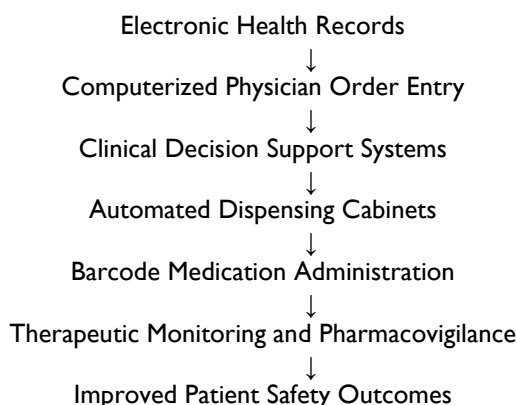 Electronic Health Records
↓
Computerized Physician Order Entry
↓
Clinical Decision Support Systems
↓
Automated Dispensing Cabinets
↓
Barcode Medication Administration
↓
Therapeutic Monitoring and Pharmacovigilance
↓
Improved Patient Safety Outcomes